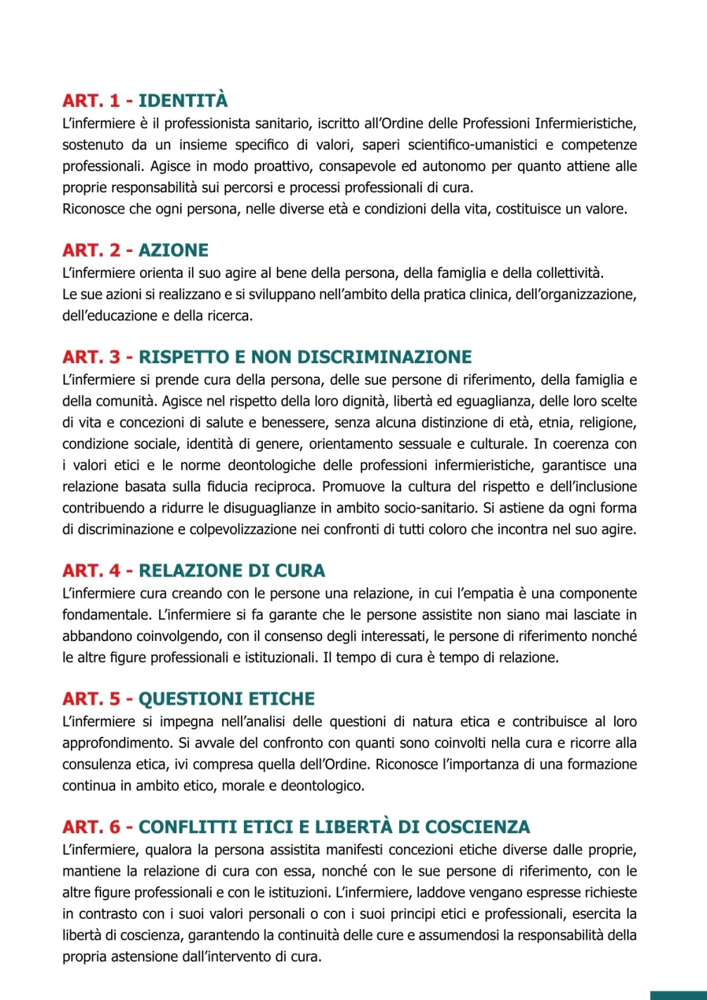 ART. 1 - IDENTITÀ
L’infermiere è il professionista sanitario, iscritto all’Ordine delle Professioni Infermieristiche,
sostenuto da un insieme specifico di valori, saperi scientifico-umanistici e competenze
professionali. Agisce in modo proattivo, consapevole ed autonomo per quanto attiene alle
proprie responsabilità sui percorsi e processi professionali di cura.
Riconosce che ogni persona, nelle diverse età e condizioni della vita, costituisce un valore.
ART. 2 - AZIONE
L’infermiere orienta il suo agire al bene della persona, della famiglia e della collettività.
Le sue azioni si realizzano e si sviluppano nell’ambito della pratica clinica, dell’organizzazione,
dell’educazione e della ricerca.
ART. 3 - RISPETTO E NON DISCRIMINAZIONE
L’infermiere si prende cura della persona, delle sue persone di riferimento, della famiglia e
della comunità. Agisce nel rispetto della loro dignità, libertà ed eguaglianza, delle loro scelte
di vita e concezioni di salute e benessere, senza alcuna distinzione di età, etnia, religione,
condizione sociale, identità di genere, orientamento sessuale e culturale. In coerenza con
i valori etici e le norme deontologiche delle professioni infermieristiche, garantisce una
relazione basata sulla fiducia reciproca. Promuove la cultura del rispetto e dell’inclusione
contribuendo a ridurre le disuguaglianze in ambito socio-sanitario. Si astiene da ogni forma
di discriminazione e colpevolizzazione nei confronti di tutti coloro che incontra nel suo agire.
ART. 4 - RELAZIONE DI CURA
L’infermiere cura creando con le persone una relazione, in cui l’empatia è una componente
fondamentale. L’infermiere si fa garante che le persone assistite non siano mai lasciate in
abbandono coinvolgendo, con il consenso degli interessati, le persone di riferimento nonché
le altre figure professionali e istituzionali. Il tempo di cura è tempo di relazione.
ART. 5 - QUESTIONI ETICHE
L’infermiere si impegna nell’analisi delle questioni di natura etica e contribuisce al loro
approfondimento. Si avvale del confronto con quanti sono coinvolti nella cura e ricorre alla
consulenza etica, ivi compresa quella dell’Ordine. Riconosce l’importanza di una formazione
continua in ambito etico, morale e deontologico.
ART. 6 - CONFLITTI ETICI E LIBERTÀ DI COSCIENZA
L’infermiere, qualora la persona assistita manifesti concezioni etiche diverse dalle proprie,
mantiene la relazione di cura con essa, nonché con le sue persone di riferimento, con le
altre figure professionali e con le istituzioni. L’infermiere, laddove vengano espresse richieste
in contrasto con i suoi valori personali o con i suoi principi etici e professionali, esercita la
libertà di coscienza, garantendo la continuità delle cure e assumendosi la responsabilità della
propria astensione dall’intervento di cura.